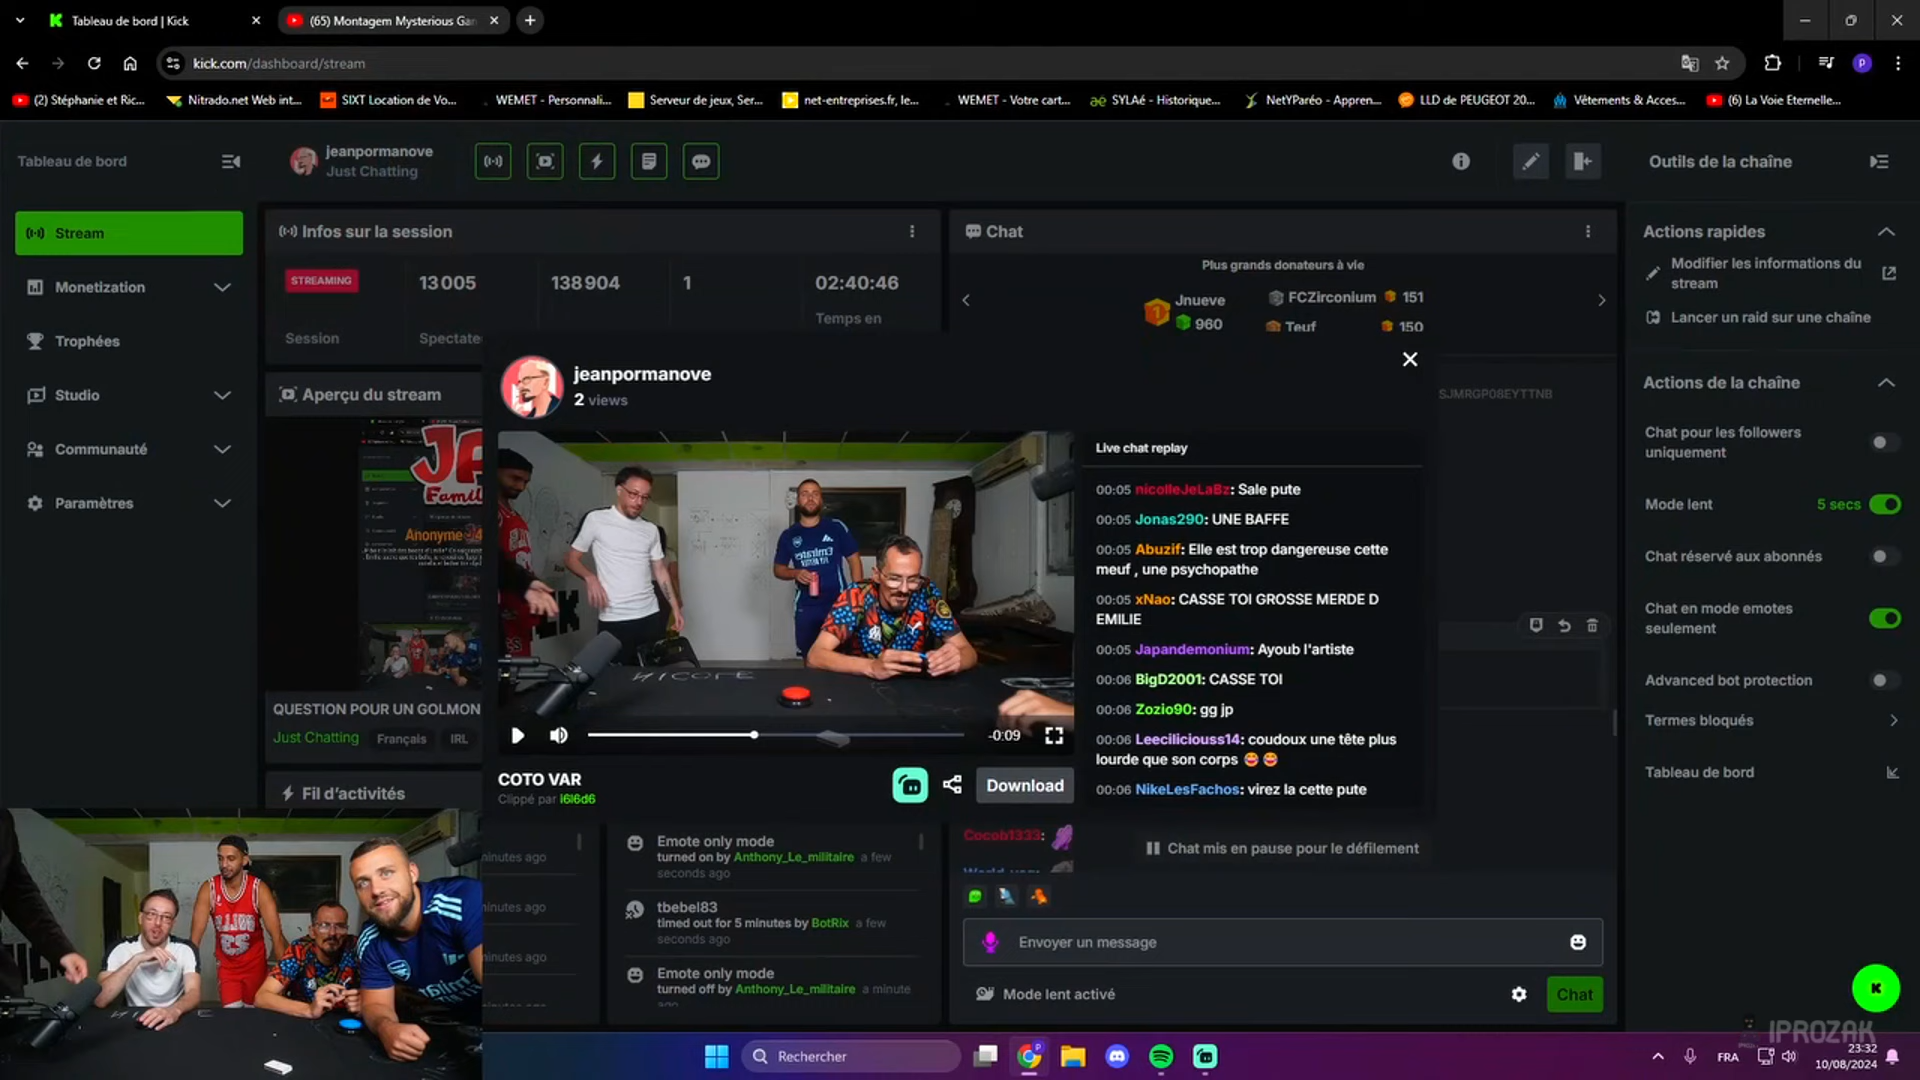 Tableau de bord | Kick
(65) Montagem Mysterious Gan
kick.com/dashboard/stream
(2) Stéphanie et Ric...
Nitrado.net Web int...
SIXT Location de Vo...
WEMET - Personnali...
Serveur de jeux, Ser...
net-entreprises.fr, le...
WEMET - Votre cart...
SYLAé - Historique...
NetYParéo - Appren...
LLD de PEUGEOT 20...
Vêtements & Acces...
(6) La Voie Eternelle...
Tableau de bord
jeanpormanove
Just Chatting
Outils de la chaîne
Stream
Monetization
Trophées
Studio
Communauté
Paramètres
Infos sur la session
STREAMING
13 005
138 904
1
02:40:46
Session
Spectate
Temps en
Aperçu du stream
JA
Famil
Anonyme
QUESTION POUR UN GOLMON
Just Chatting
Français
IRL
Fil d'activités
Chat
Plus grands donateurs à vie
Jnueve
960
FCZirconium 151
Teuf 150
SJMRGP08EYTTNB
jeanpormanove
2 views
NICOLE
-0:09
COTO VAR
Clippé par i6l6d6
Download
Live chat replay
00:05 nicolleJeLaBz: Sale pute
00:05 Jonas290: UNE BAFFE
00:05 Abuzif: Elle est trop dangereuse cette
meuf , une psychopathe
00:05 xNao: CASSE TOI GROSSE MERDE D
EMILIE
00:05 Japandemonium: Ayoub l'artiste
00:06 BigD2001: CASSE TOI
00:06 Zozio90: gg jp
00:06 Leeciliciouss14: coudoux une tête plus
lourde que son corps
00:06 NikeLesFachos: virez la cette pute
minutes ago
minutes ago
minutes ago
Emote only mode
turned on by Anthony_Le_militaire a few
seconds ago
tbebel83
timed out for 5 minutes by BotRix a few
seconds ago
Emote only mode
turned off by Anthony_Le_militaire a minute
ago
Cocob1333:
Chat mis en pause pour le défilement
Envoyer un message
Mode lent activé
Chat
Actions rapides
Modifier les informations du
stream
Lancer un raid sur une chaîne
Actions de la chaîne
Chat pour les followers
uniquement
Mode lent
5 secs
Chat réservé aux abonnés
Chat en mode emotes
seulement
Advanced bot protection
Termes bloqués
Tableau de bord
IPROZAK
Rechercher
FRA
23:32
10/08/2024